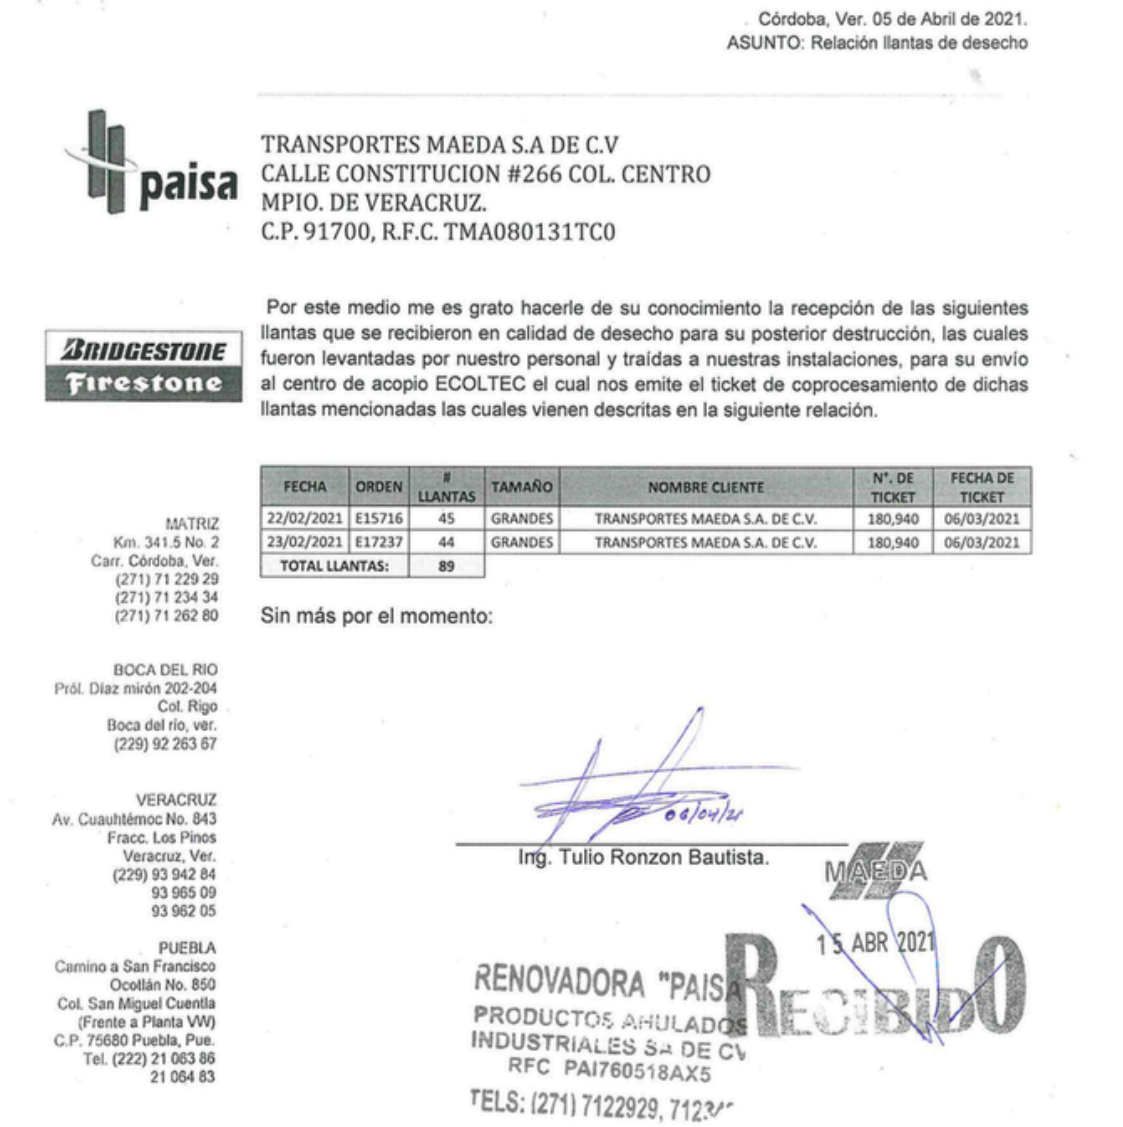 Córdoba, Ver. 05 de Abril de 2021.
ASUNTO: Relación llantas de desecho
paisa
TRANSPORTES MAEDA S.A DE C.V
CALLE CONSTITUCION #266 COL. CENTRO
MPIO. DE VERACRUZ.
C.P. 91700, R.F.C. TMA080131TC0
BRIDGESTONE
Firestone
Por este medio me es grato hacerle de su conocimiento la recepción de las siguientes
llantas que se recibieron en calidad de desecho para su posterior destrucción, las cuales
fueron levantadas por nuestro personal y traídas a nuestras instalaciones, para su envío
al centro de acopio ECOLTEC el cual nos emite el ticket de coprocesamiento de dichas
llantas mencionadas las cuales vienen descritas en la siguiente relación.
FECHA ORDEN # LLANTAS TAMAÑO NOMBRE CLIENTE N°. DE TICKET FECHA DE TICKET
22/02/2021 E15716 45 GRANDES TRANSPORTES MAEDA S.A. DE C.V. 180,940 06/03/2021
23/02/2021 E17237 44 GRANDES TRANSPORTES MAEDA S.A. DE C.V. 180,940 06/03/2021
TOTAL LLANTAS: 89
Sin más por el momento:
MATRIZ
Km. 341.5 No. 2
Carr. Córdoba, Ver.
(271) 71 229 29
(271) 71 234 34
(271) 71 262 80
BOCA DEL RIO
Pról. Díaz mirón 202-204
Col. Rigo
Boca del río, ver.
(229) 92 263 67
VERACRUZ
Av. Cuauhtémoc No. 843
Fracc. Los Pinos
Veracruz, Ver.
(229) 93 942 84
93 965 09
93 962 05
PUEBLA
Camino a San Francisco
Ocotlán No. 850
Col. San Miguel Cuentla
(Frente a Planta VW)
C.P. 75680 Puebla, Pue.
Tel. (222) 21 063 86
21 064 83
06/04/21
Ing. Tulio Ronzon Bautista.
MAEDA
15 ABR 2021
RECIBIDO
RENOVADORA "PAISA
PRODUCTOS AHULADOS
INDUSTRIALES SA DE CV
RFC PAI760518AX5
TELS: (271) 7122929,